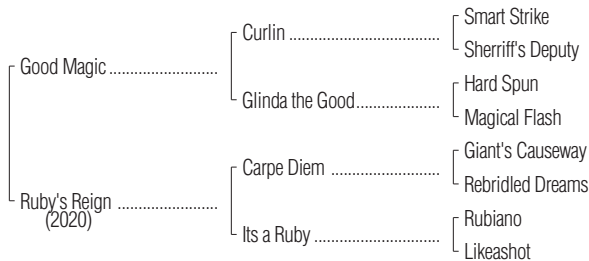 Smart Strike
Curlin ................................
Sherriff's Deputy
Good Magic .......................
Hard Spun
Glinda the Good..................
Magical Flash
Giant's Causeway
Carpe Diem .......................
Rebridled Dreams
Ruby's Reign .....................
(2020)
Rubiano
Its a Ruby ..........................
Likeashot